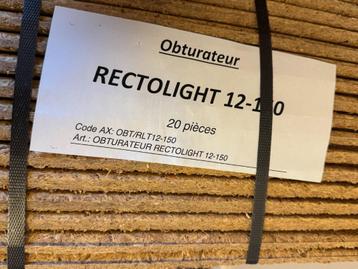 Obturateur
RECTOLIGHT 12-150
20 pièces
Code AX: OBT/RLT12-150
Art.: OBTURATEUR RECTOLIGHT 12-150